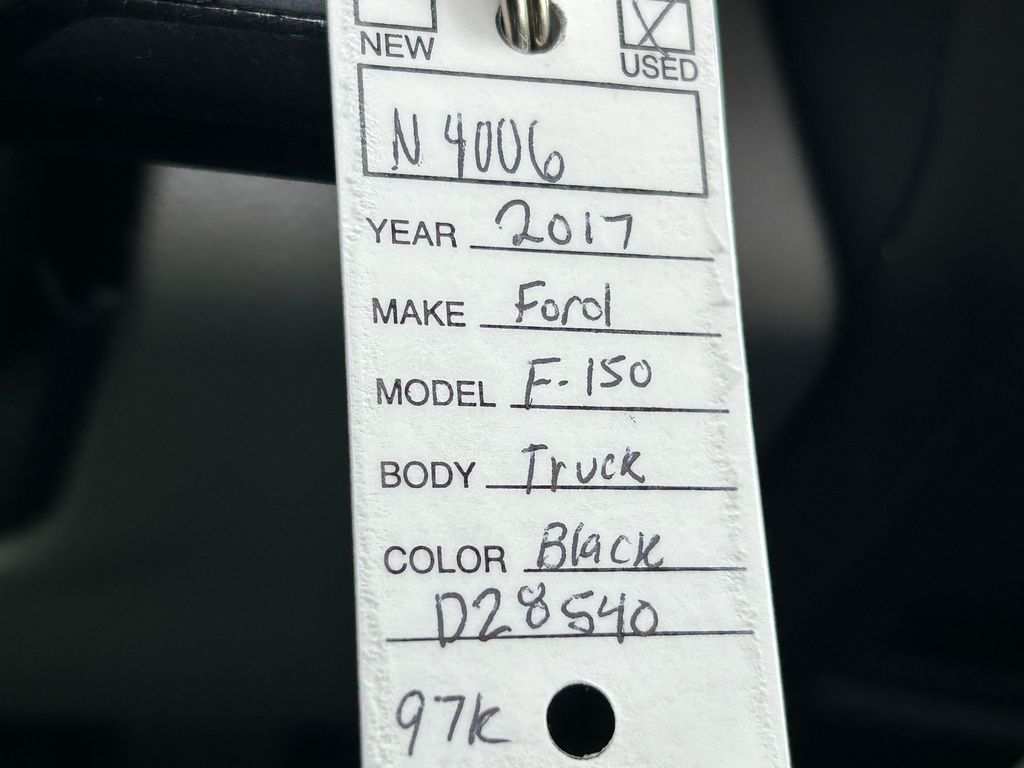 NEW USED
N 4006
YEAR 2017
MAKE Ford
MODEL F-150
BODY Truck
COLOR Black
D28540
97k